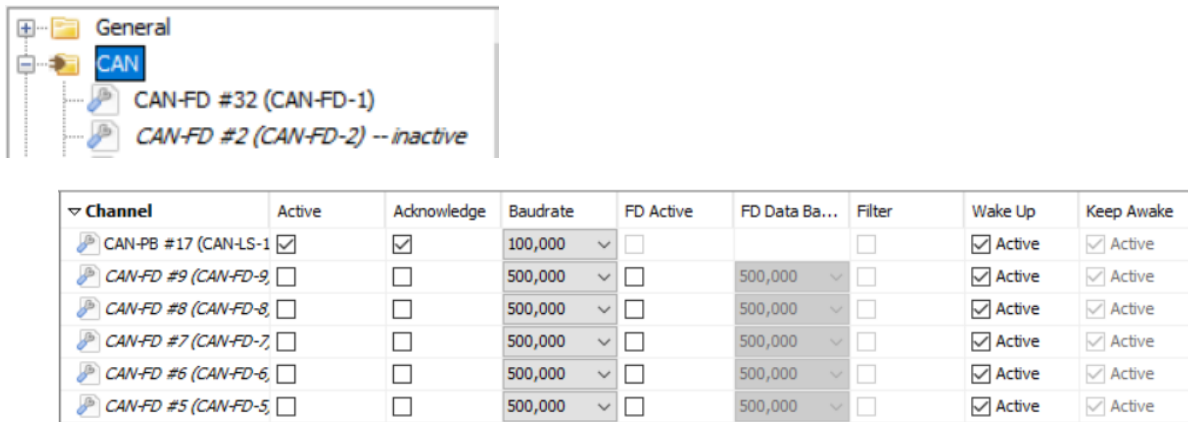 General
CAN
CAN-FD #32 (CAN-FD-1)
CAN-FD #2 (CAN-FD-2) -- inactive
Channel Active Acknowledge Baudrate FD Active FD Data Ba... Filter Wake Up Keep Awake
CAN-PB #17 (CAN-LS-1 100,000 Active Active
CAN-FD #9 (CAN-FD-9) 500,000 500,000 Active Active
CAN-FD #8 (CAN-FD-8) 500,000 500,000 Active Active
CAN-FD #7 (CAN-FD-7) 500,000 500,000 Active Active
CAN-FD #6 (CAN-FD-6) 500,000 500,000 Active Active
CAN-FD #5 (CAN-FD-5) 500,000 500,000 Active Active